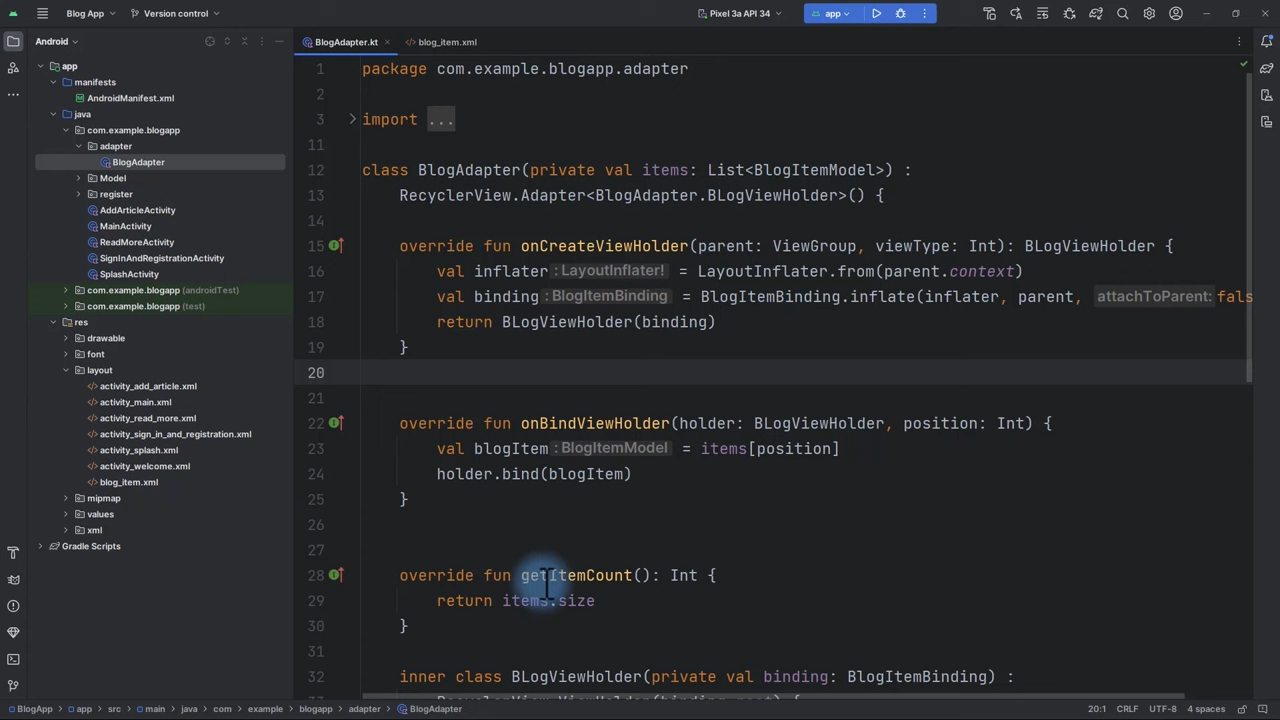 Blog App
Version control
Pixel 3a API 34
app
Android
BlogAdapter.kt
blog_item.xml
app
manifests
AndroidManifest.xml
java
com.example.blogapp
adapter
BlogAdapter
Model
register
AddArticleActivity
MainActivity
ReadMoreActivity
SignInAndRegistrationActivity
SplashActivity
com.example.blogapp (androidTest)
com.example.blogapp (test)
res
drawable
font
layout
activity_add_article.xml
activity_main.xml
activity_read_more.xml
activity_sign_in_and_registration.xml
activity_splash.xml
activity_welcome.xml
blog_item.xml
mipmap
values
xml
Gradle Scripts
1 package com.example.blogapp.adapter
2
3 import ...
11
12 class BlogAdapter(private val items: List<BlogItemModel>) :
13 RecyclerView.Adapter<BlogAdapter.BLogViewHolder>() {
14
15 override fun onCreateViewHolder(parent: ViewGroup, viewType: Int): BLogViewHolder {
16 val inflater : LayoutInflater! = LayoutInflater.from(parent.context)
17 val binding : BlogItemBinding = BlogItemBinding.inflate(inflater, parent, attachToParent: fals
18 return BLogViewHolder(binding)
19 }
20
21
22 override fun onBindViewHolder(holder: BLogViewHolder, position: Int) {
23 val blogItem : BlogItemModel = items[position]
24 holder.bind(blogItem)
25 }
26
27
28 override fun getItemCount(): Int {
29 return items.size
30 }
31
32 inner class BLogViewHolder(private val binding: BlogItemBinding) :
33 RecyclerView.ViewHolder(binding.root) {
BlogApp > app > src > main > java > com > example > blogapp > adapter > BlogAdapter
20:1 CRLF UTF-8 4 spaces